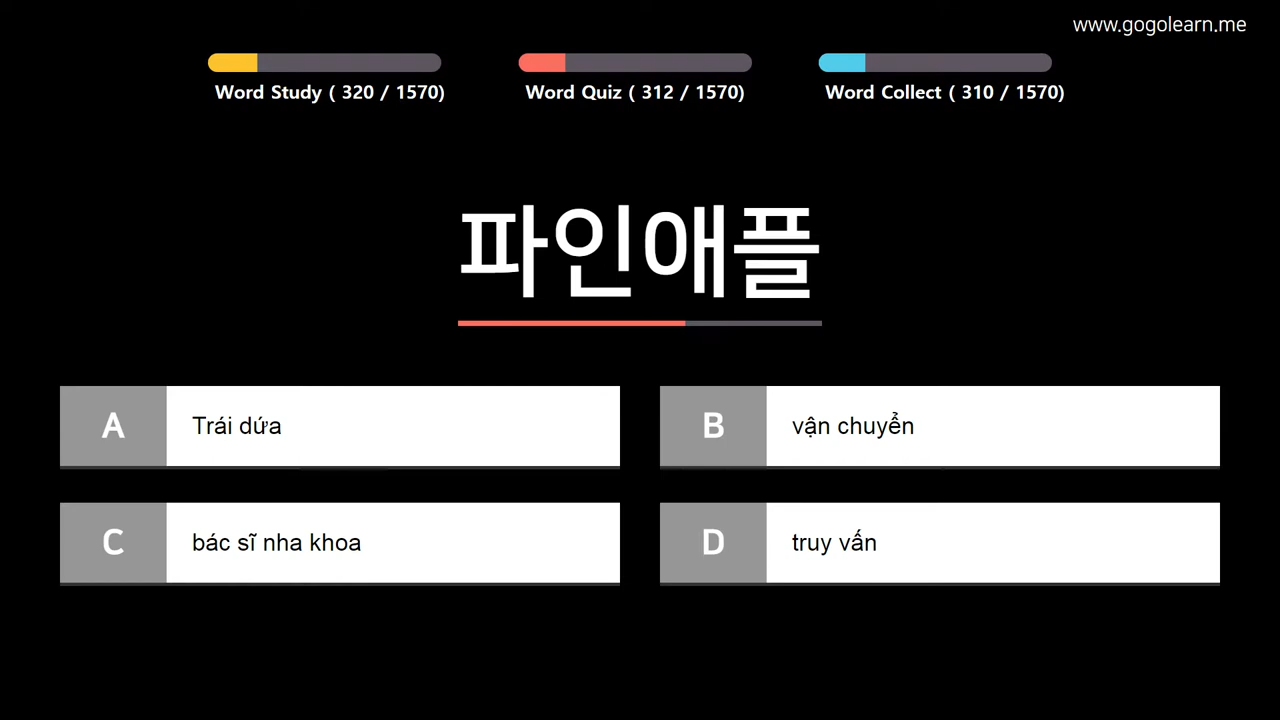 www.gogolearn.me
Word Study ( 320 / 1570)
Word Quiz ( 312 / 1570)
Word Collect ( 310 / 1570)
파인애플
A Trái dứa
B vận chuyển
C bác sĩ nha khoa
D truy vấn